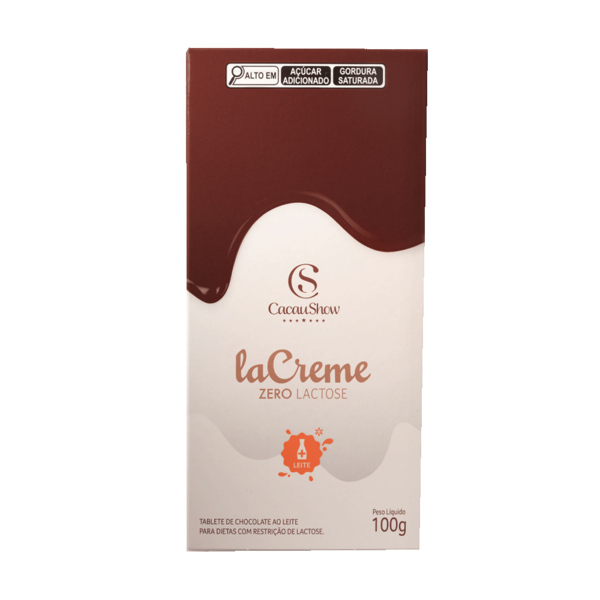 ALTO EM
AÇÚCAR
ADICIONADO
GORDURA
SATURADA
CS
CacauShow
laCreme
ZERO LACTOSE
+
LEITE
TABLETE DE CHOCOLATE AO LEITE
PARA DIETAS COM RESTRIÇÃO DE LACTOSE.
Peso Líquido
100g